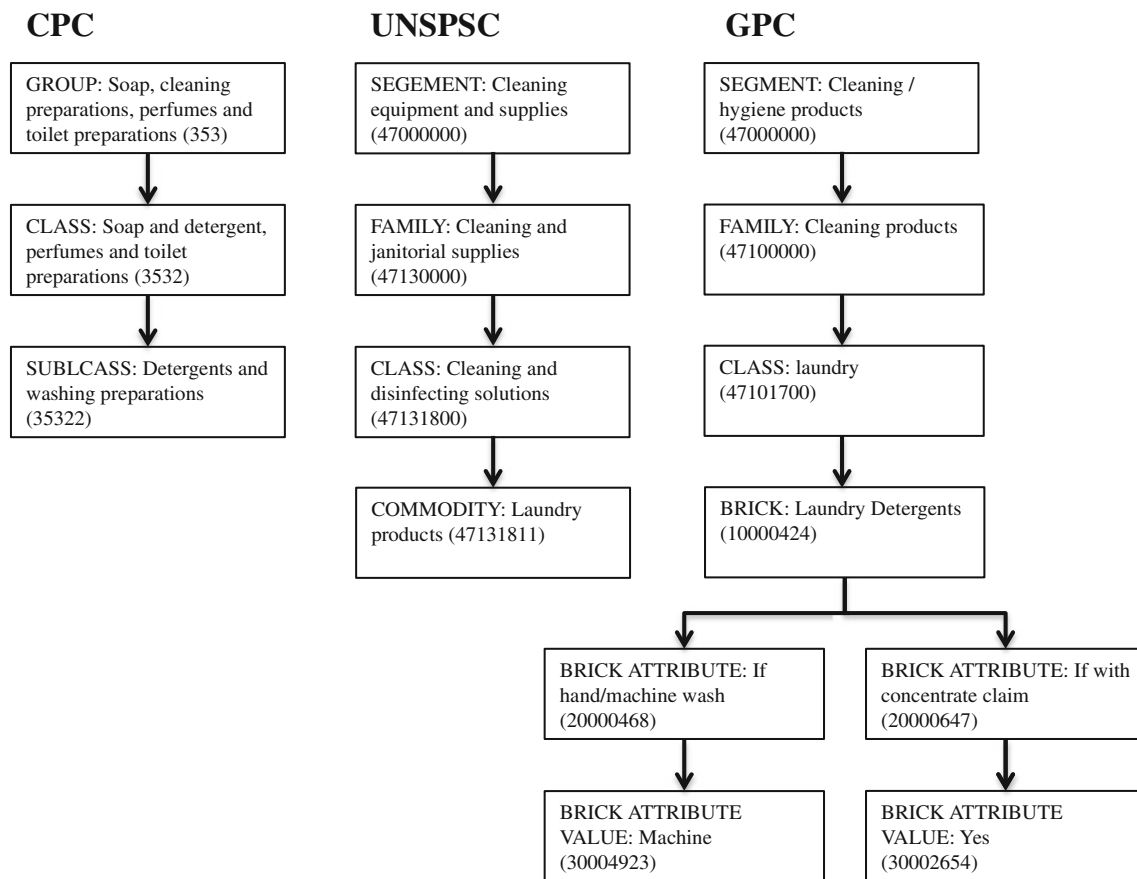 CPC
GROUP: Soap, cleaning
preparations, perfumes and
toilet preparations (353)
CLASS: Soap and detergent,
perfumes and toilet
preparations (3532)
SUBLCASS: Detergents and
washing preparations
(35322)
UNSPSC
SEGEMENT: Cleaning
equipment and supplies
(47000000)
FAMILY: Cleaning and
janitorial supplies
(47130000)
CLASS: Cleaning and
disinfecting solutions
(47131800)
COMMODITY: Laundry
products (47131811)
GPC
SEGMENT: Cleaning /
hygiene products
(47000000)
FAMILY: Cleaning products
(47100000)
CLASS: laundry
(47101700)
BRICK: Laundry Detergents
(10000424)
BRICK ATTRIBUTE: If
hand/machine wash
(20000468)
BRICK ATTRIBUTE
VALUE: Machine
(30004923)
BRICK ATTRIBUTE: If with
concentrate claim
(20000647)
BRICK ATTRIBUTE
VALUE: Yes
(30002654)